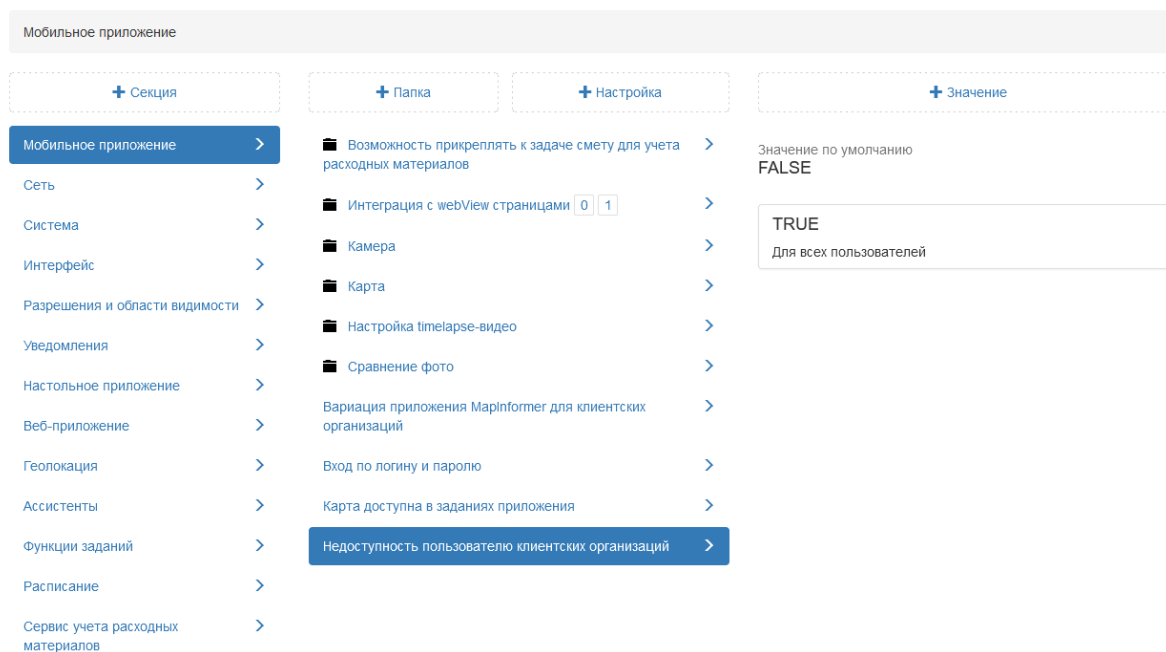 Мобильное приложение
Секция
Папка
Настройка
Значение
Мобильное приложение
Сеть
Система
Интерфейс
Разрешения и области видимости
Уведомления
Настольное приложение
Веб-приложение
Геолокация
Ассистенты
Функции заданий
Расписание
Сервис учета расходных
материалов
Возможность прикреплять к задаче смету для учета
расходных материалов
Интеграция с webView страницами 0 1
Камера
Карта
Настройка timelapse-видео
Сравнение фото
Вариация приложения MapInformer для клиентских
организаций
Вход по логину и паролю
Карта доступна в заданиях приложения
Недоступность пользователю клиентских организаций
Значение по умолчанию
FALSE
TRUE
Для всех пользователей